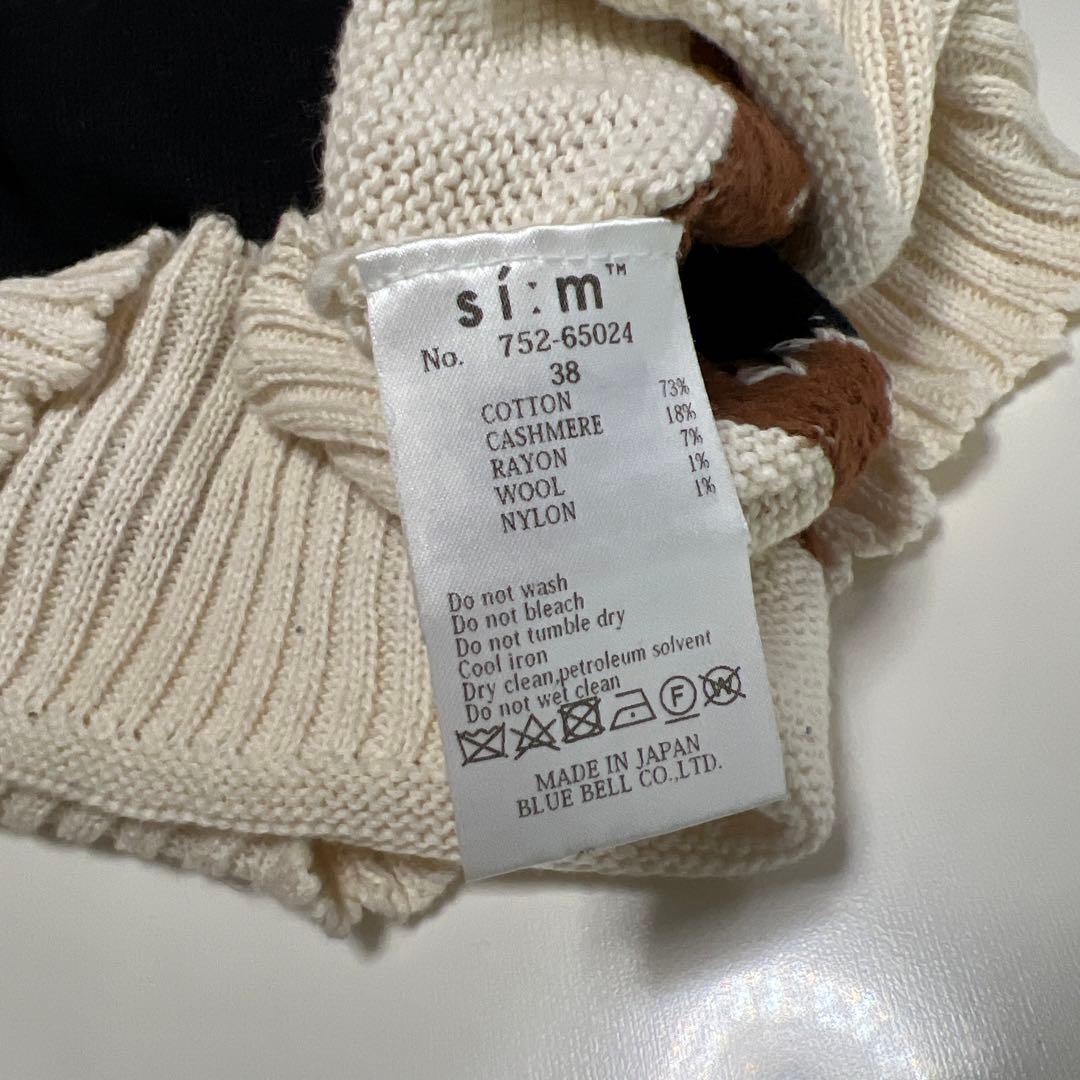 sí:m™
No. 752-65024
38
COTTON 73%
CASHMERE 18%
RAYON 7%
WOOL 1%
NYLON 1%
Do not wash
Do not bleach
Do not tumble dry
Cool iron
Dry clean,petroleum solvent
Do not wet clean
F W
MADE IN JAPAN
BLUE BELL CO.,LTD.